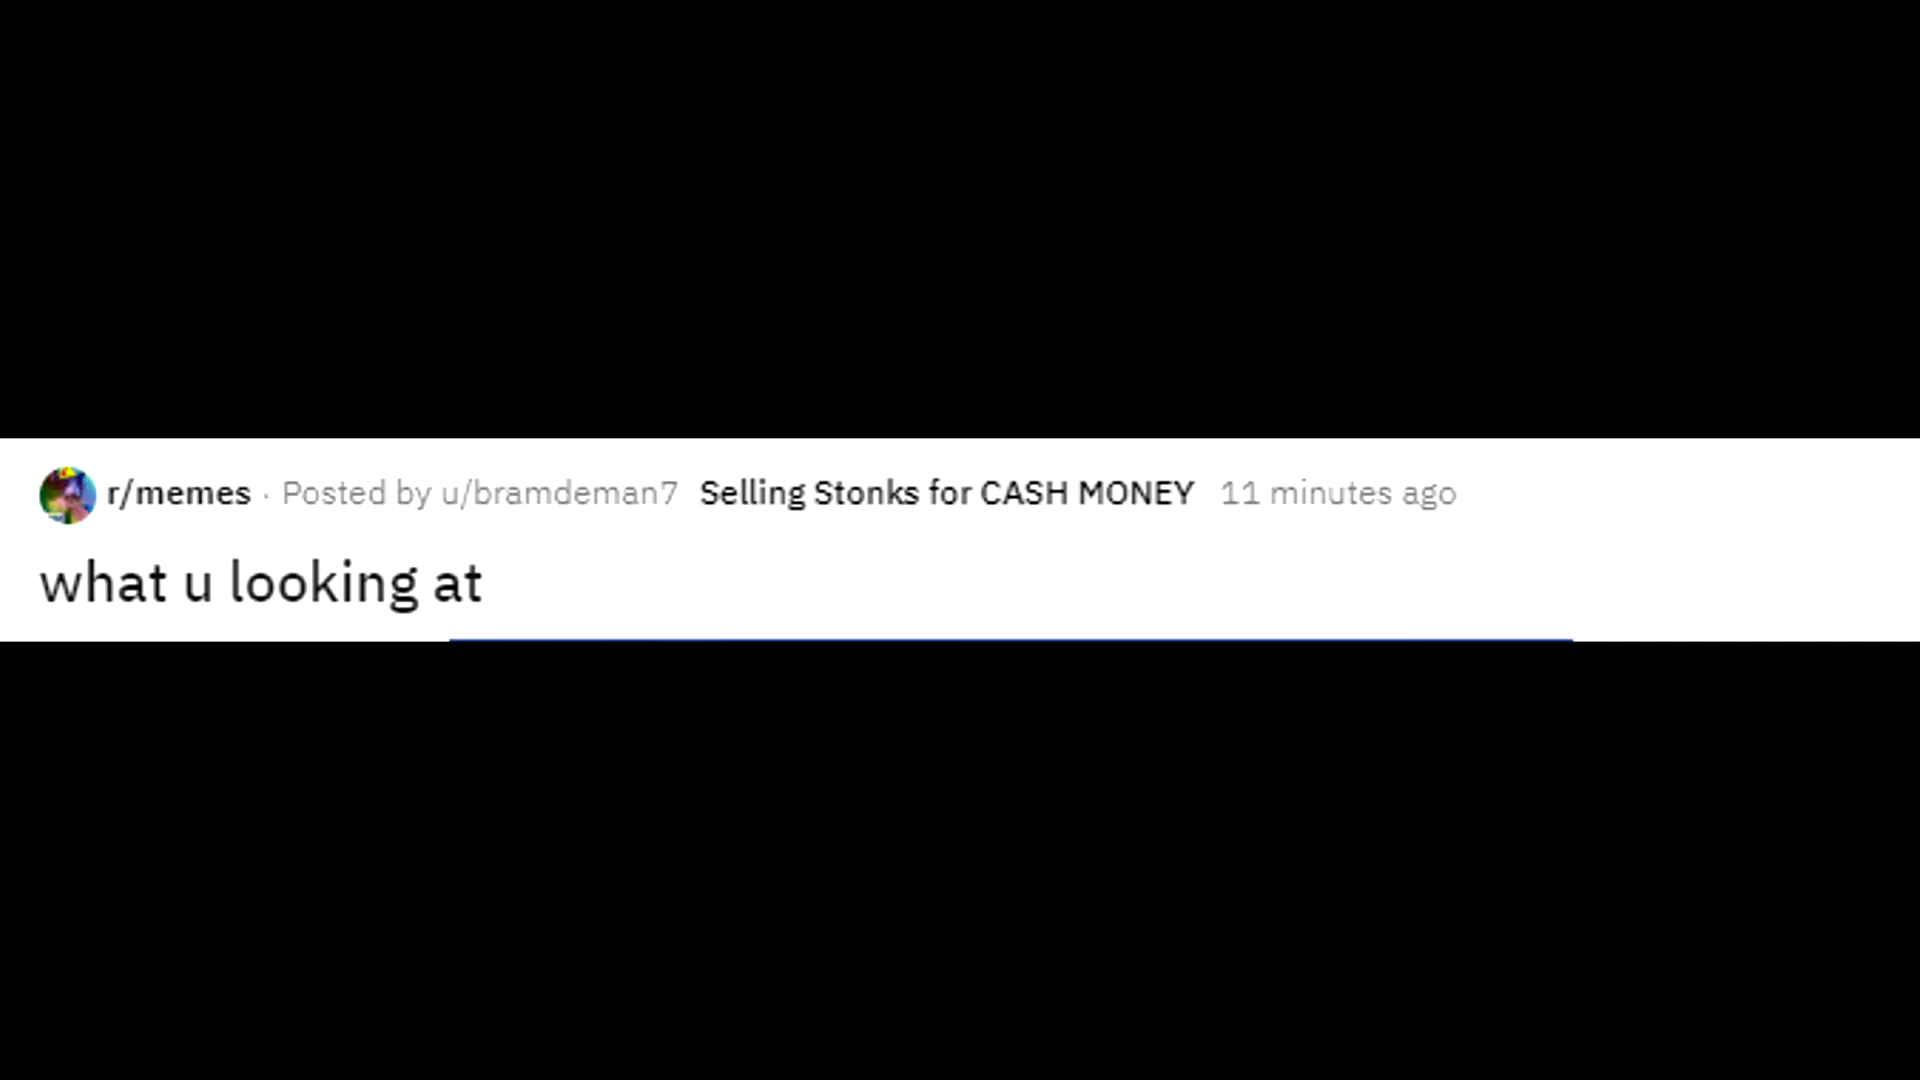 r/memes · Posted by u/bramdeman7 Selling Stonks for CASH MONEY 11 minutes ago
what u looking at